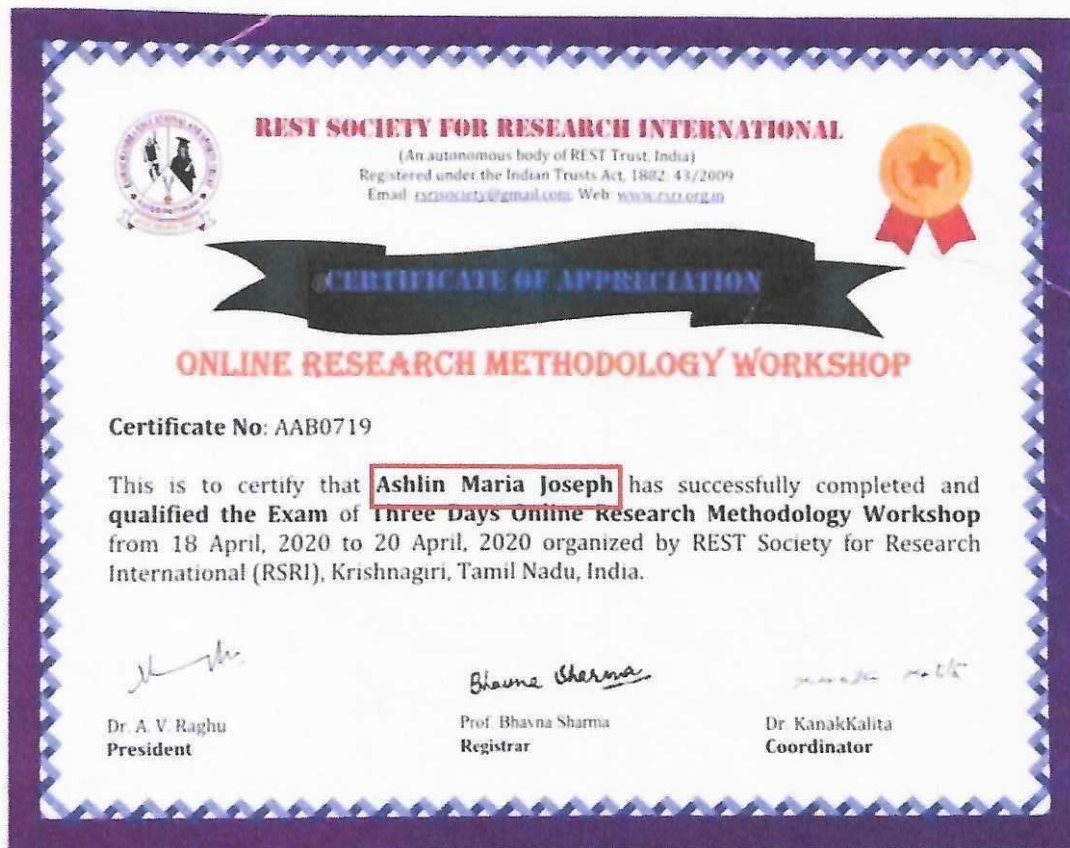 REST SOCIETY FOR RESEARCH INTERNATIONAL
(An autonomous body of REST Trust, India)
Registered under the Indian Trusts Act, 1882: 43/2009
Email: rsrisociety@gmail.com, Web: www.rsrr.org.in
CERTIFICATE OF APPRECIATION
ONLINE RESEARCH METHODOLOGY WORKSHOP
Certificate No: AAB0719
This is to certify that Ashlin Maria Joseph has successfully completed and
qualified the Exam of Three Days Online Research Methodology Workshop
from 18 April, 2020 to 20 April, 2020 organized by REST Society for Research
International (RSRI), Krishnagiri, Tamil Nadu, India.
Bhavna Sharma
Dr. A. V. Raghu
President
Prof. Bhavna Sharma
Registrar
Dr. KanakKalita
Coordinator